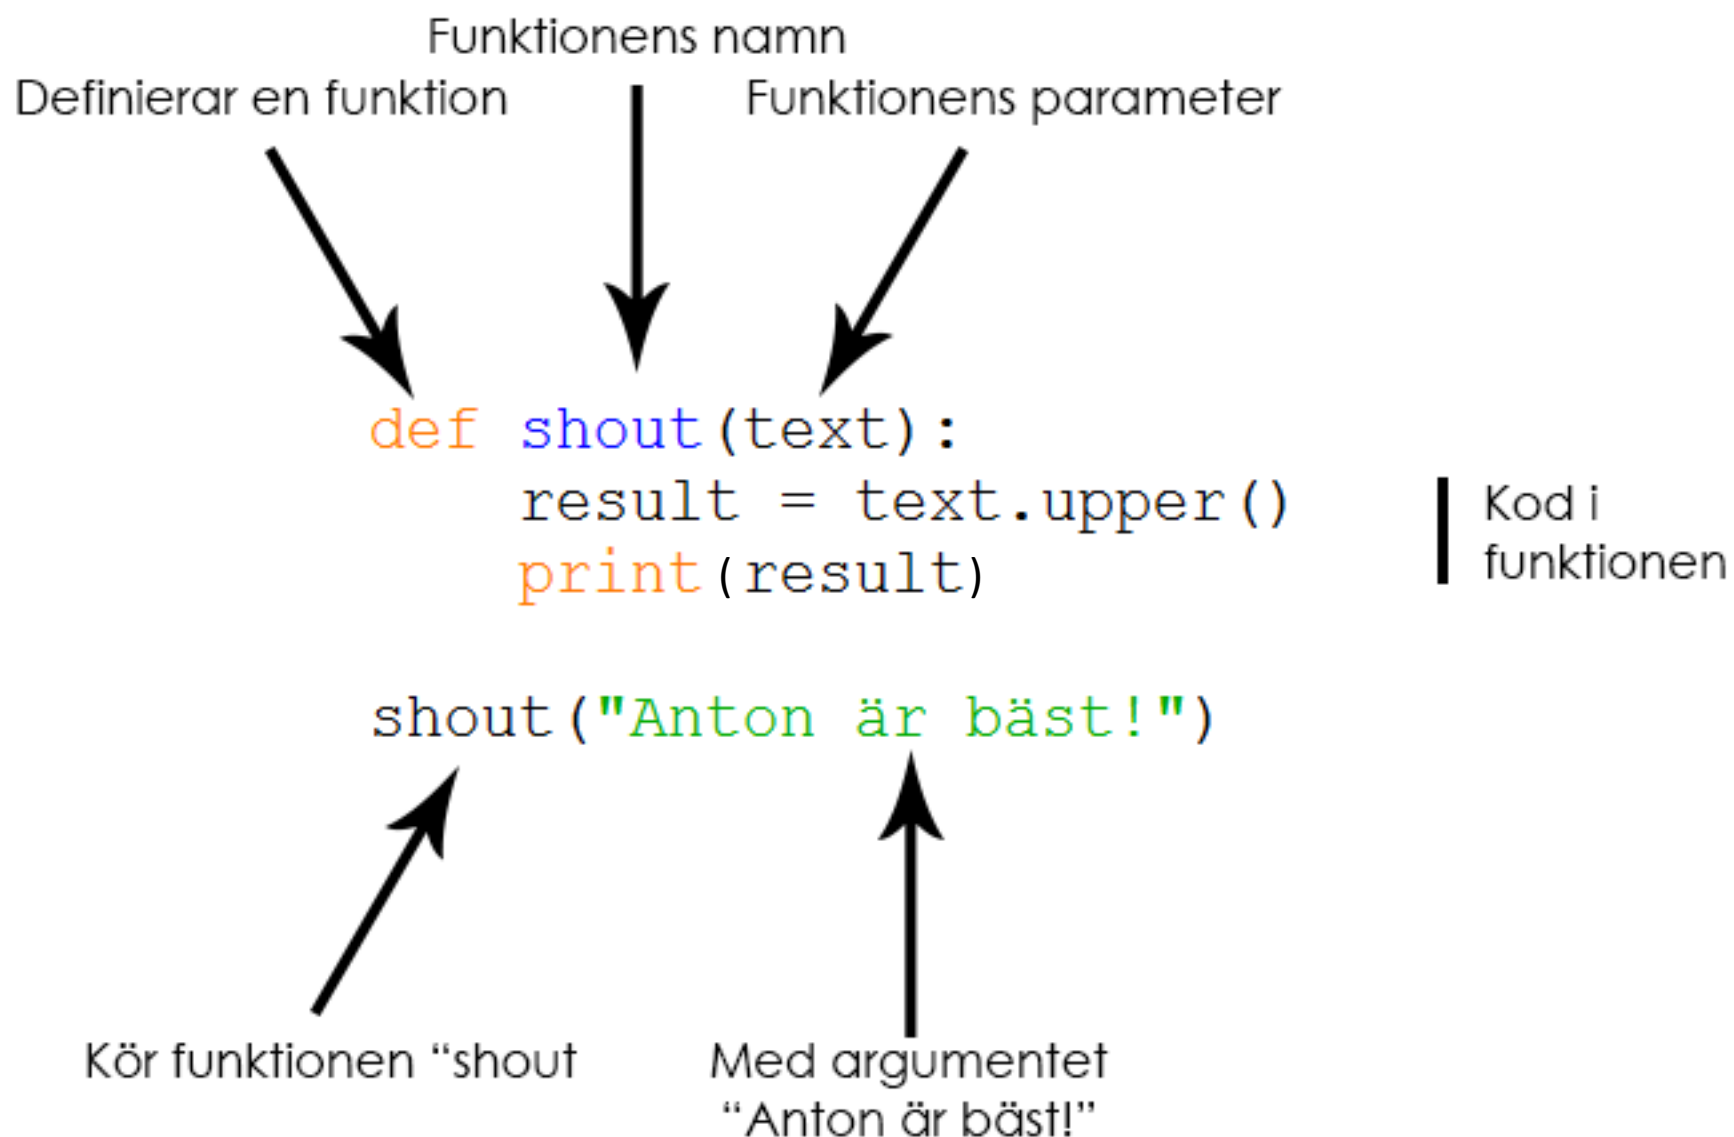 Funktionens namn
Definierar en funktion
Funktionens parameter
def shout(text):
    result = text.upper()
    print(result)
Kod i
funktionen
shout("Anton är bäst!")
Kör funktionen “shout
Med argumentet
“Anton är bäst!”